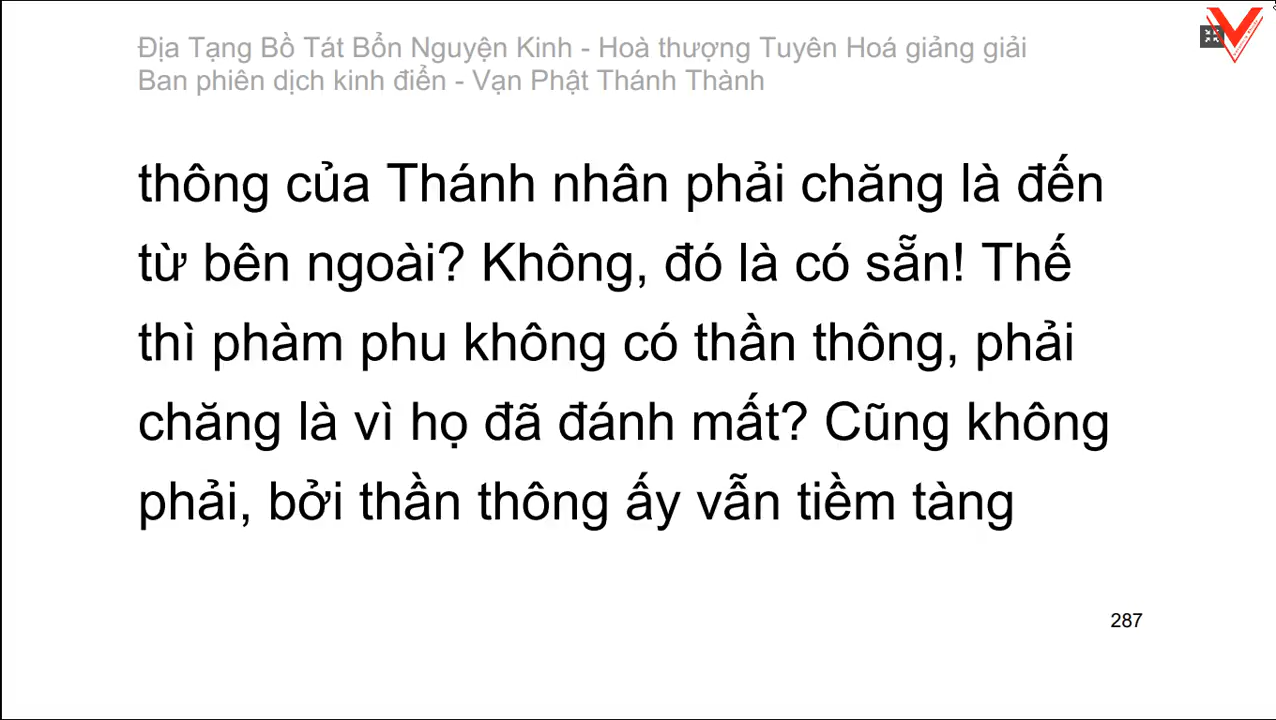 Địa Tạng Bồ Tát Bổn Nguyện Kinh - Hoà thượng Tuyên Hoá giảng giải
Ban phiên dịch kinh điển - Vạn Phật Thánh Thành
thông của Thánh nhân phải chăng là đến
từ bên ngoài? Không, đó là có sẵn! Thế
thì phàm phu không có thần thông, phải
chăng là vì họ đã đánh mất? Cũng không
phải, bởi thần thông ấy vẫn tiềm tàng
287